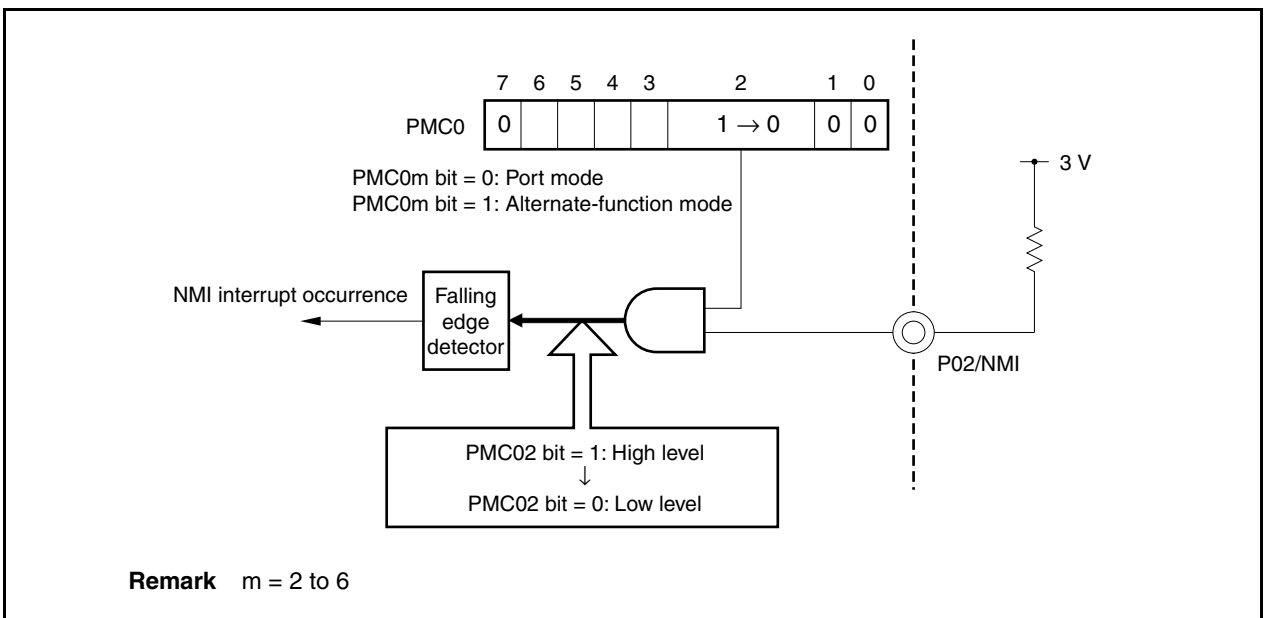 7 6 5 4 3 2 1 0
PMC0 0 1 → 0 0 0
3 V
PMC0m bit = 0: Port mode
PMC0m bit = 1: Alternate-function mode
NMI interrupt occurrence
Falling
edge
detector
P02/NMI
PMC02 bit = 1: High level
↓
PMC02 bit = 0: Low level
Remark m = 2 to 6